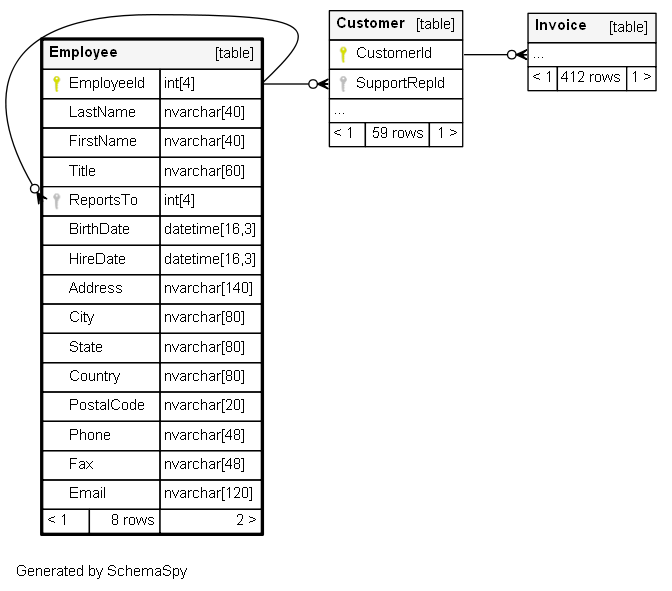 Employee [table]
EmployeeId int[4]
LastName nvarchar[40]
FirstName nvarchar[40]
Title nvarchar[60]
ReportsTo int[4]
BirthDate datetime[16,3]
HireDate datetime[16,3]
Address nvarchar[140]
City nvarchar[80]
State nvarchar[80]
Country nvarchar[80]
PostalCode nvarchar[20]
Phone nvarchar[48]
Fax nvarchar[48]
Email nvarchar[120]
< 1 8 rows 2 >
Customer [table]
CustomerId
SupportRepId
...
< 1 59 rows 1 >
Invoice [table]
...
< 1 412 rows 1 >
Generated by SchemaSpy